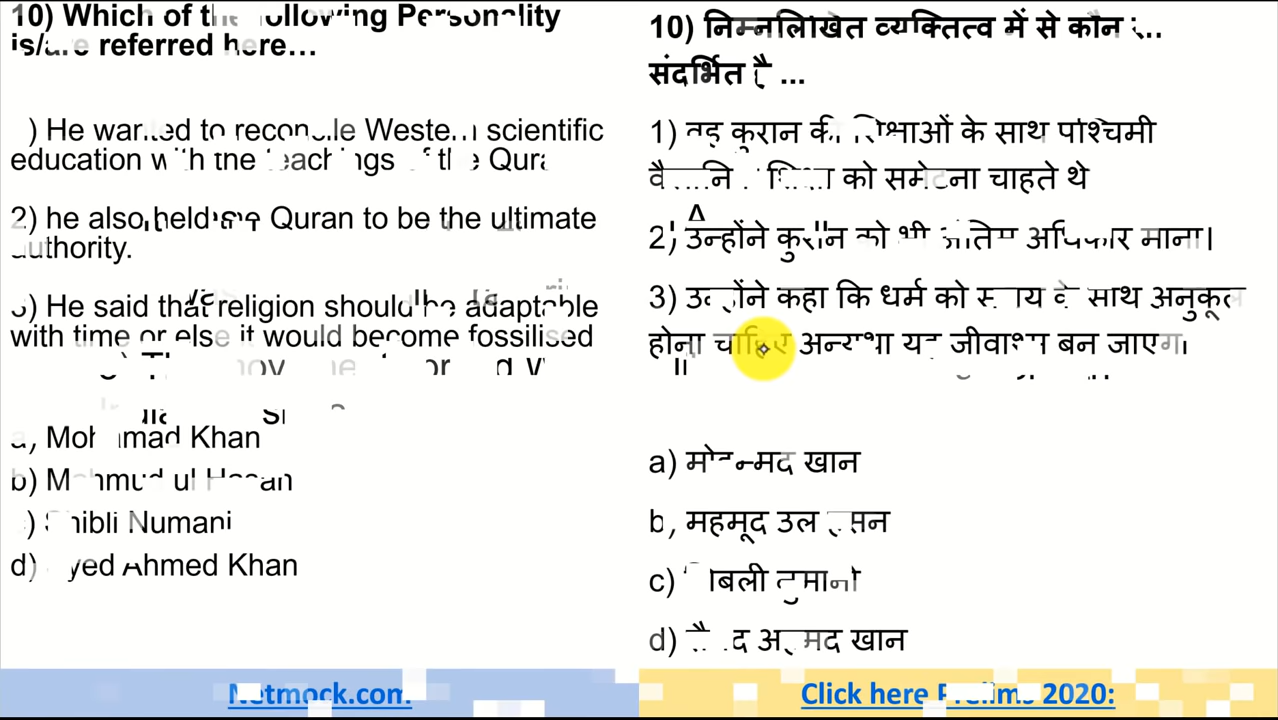 10) Which of the following Personality
is/are referred here...
) He wanted to reconcile Western scientific
education with the teachings of the Quran
2) he also held Quran to be the ultimate
authority.
3) He said that religion should be adaptable
with time or else it would become fossilised
a) Mohammad Khan
b) Mahmud ul Hasan
) Shibli Numani
d) Syed Ahmed Khan
Netmock.com
10) निम्नलिखित व्यक्तित्व में से कौन ...
संदर्भित है ...
1) वह कुरान की शिक्षाओं के साथ पश्चिमी
वैज्ञानिक शिक्षा को समेटना चाहते थे
2) उन्होंने कुरान को भी अंतिम अधिकार माना।
3) उन्होंने कहा कि धर्म को समय के साथ अनुकूल
होना चाहिए अन्यथा यह जीवाश्म बन जाएगा।
a) मोहम्मद खान
b) महमूद उल हसन
c) शिबली नुमानी
d) सैयद अहमद खान
Click here Prelims 2020: